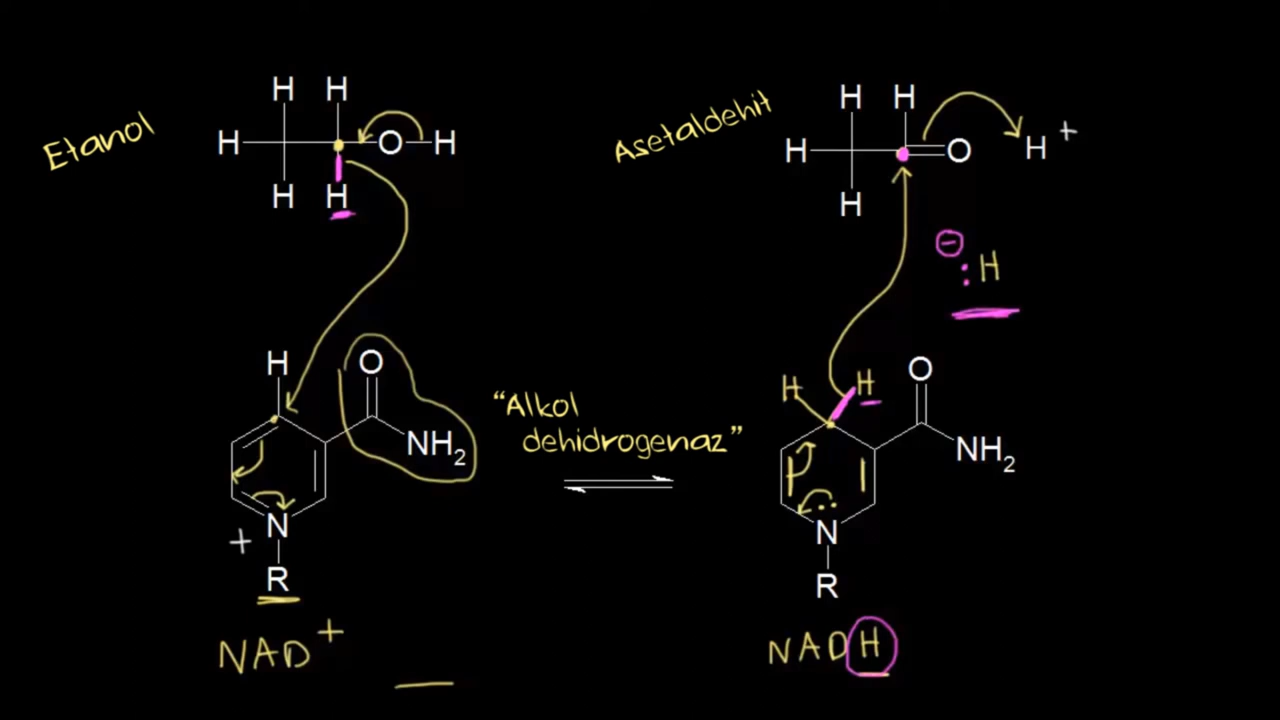 Etanol
H H
H O H
H H
Asetaldehit
H H
H O H +
H
⊖
: H
H O
NH2
+ N
R
NAD+
"Alkol
dehidrogenaz"
H H O
NH2
N
R
NADH